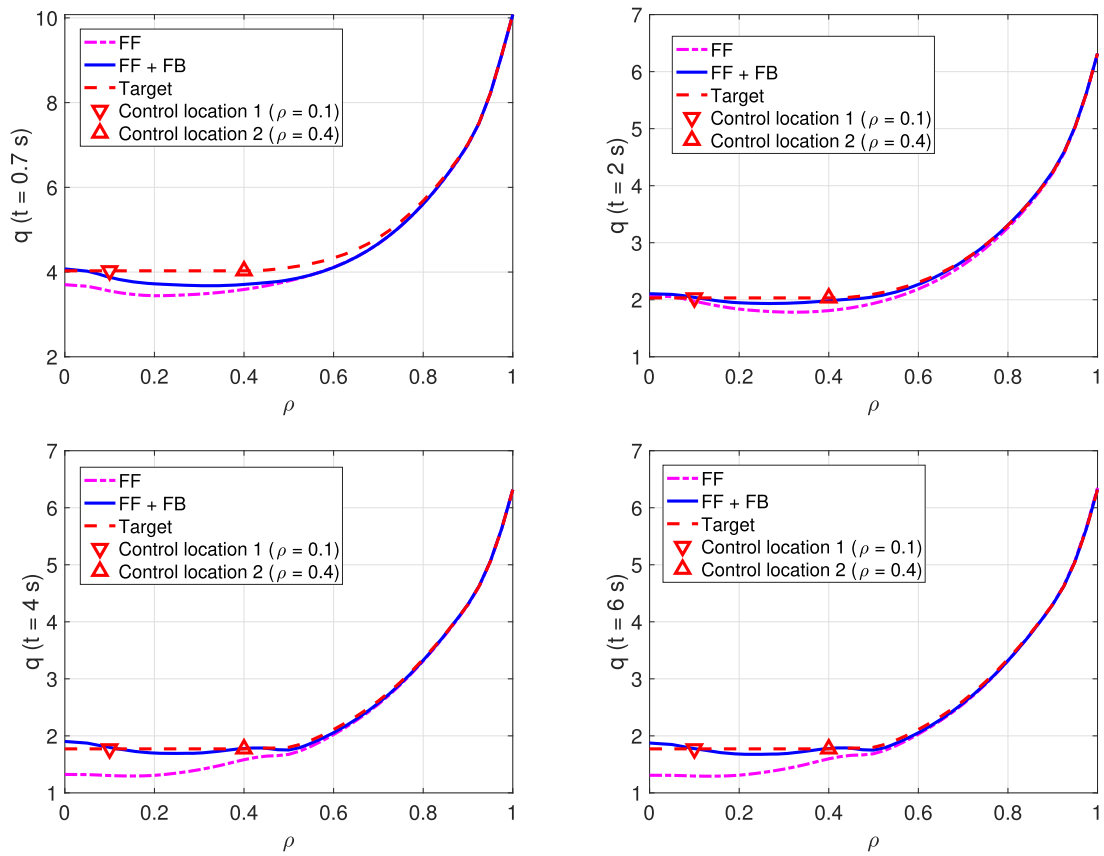 10
8
6
4
2
q (t = 0.7 s)
FF
FF + FB
Target
Control location 1 (ρ = 0.1)
Control location 2 (ρ = 0.4)
0 0.2 0.4 0.6 0.8 1
ρ
7
6
5
4
3
2
1
q (t = 2 s)
FF
FF + FB
Target
Control location 1 (ρ = 0.1)
Control location 2 (ρ = 0.4)
0 0.2 0.4 0.6 0.8 1
ρ
7
6
5
4
3
2
1
q (t = 4 s)
FF
FF + FB
Target
Control location 1 (ρ = 0.1)
Control location 2 (ρ = 0.4)
0 0.2 0.4 0.6 0.8 1
ρ
7
6
5
4
3
2
1
q (t = 6 s)
FF
FF + FB
Target
Control location 1 (ρ = 0.1)
Control location 2 (ρ = 0.4)
0 0.2 0.4 0.6 0.8 1
ρ